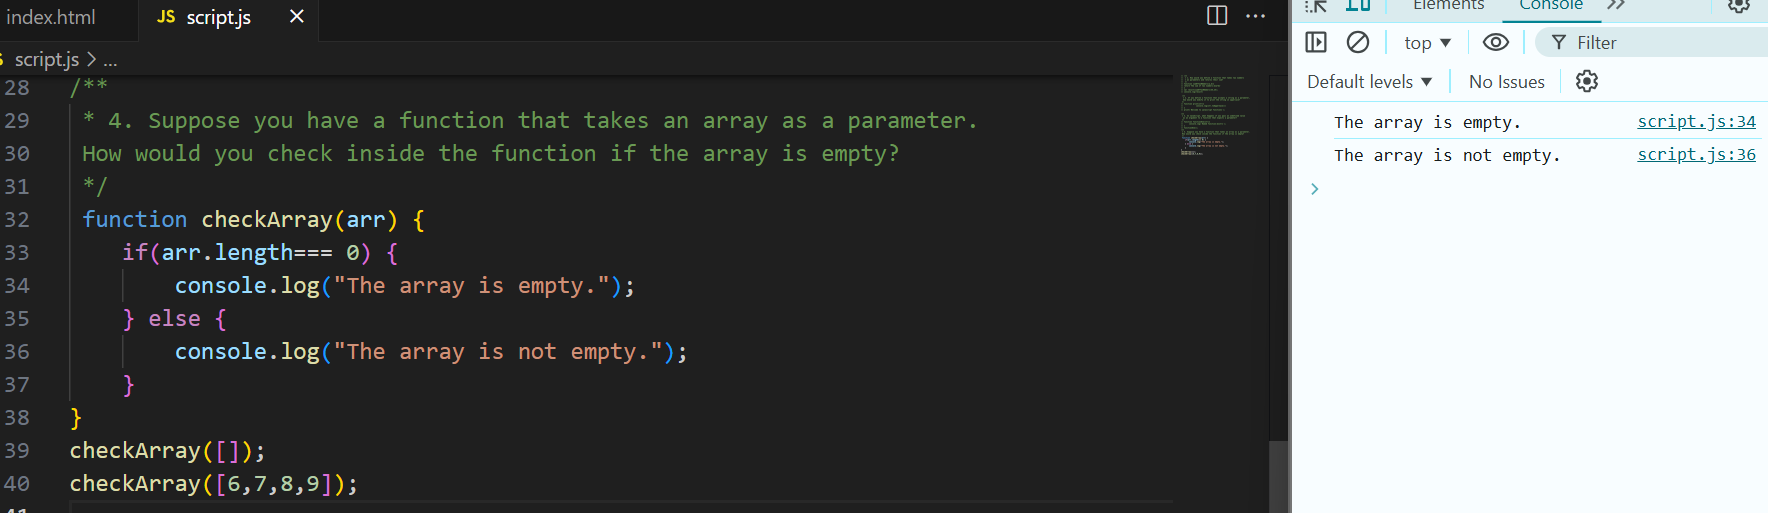 index.html
JS script.js
script.js > ...
28 /**
29 * 4. Suppose you have a function that takes an array as a parameter.
30 How would you check inside the function if the array is empty?
31 */
32 function checkArray(arr) {
33 if(arr.length=== 0) {
34 console.log("The array is empty.");
35 } else {
36 console.log("The array is not empty.");
37 }
38 }
39 checkArray([]);
40 checkArray([6,7,8,9]);
41
Elements Console
top Filter
Default levels No Issues
The array is empty. script.js:34
The array is not empty. script.js:36